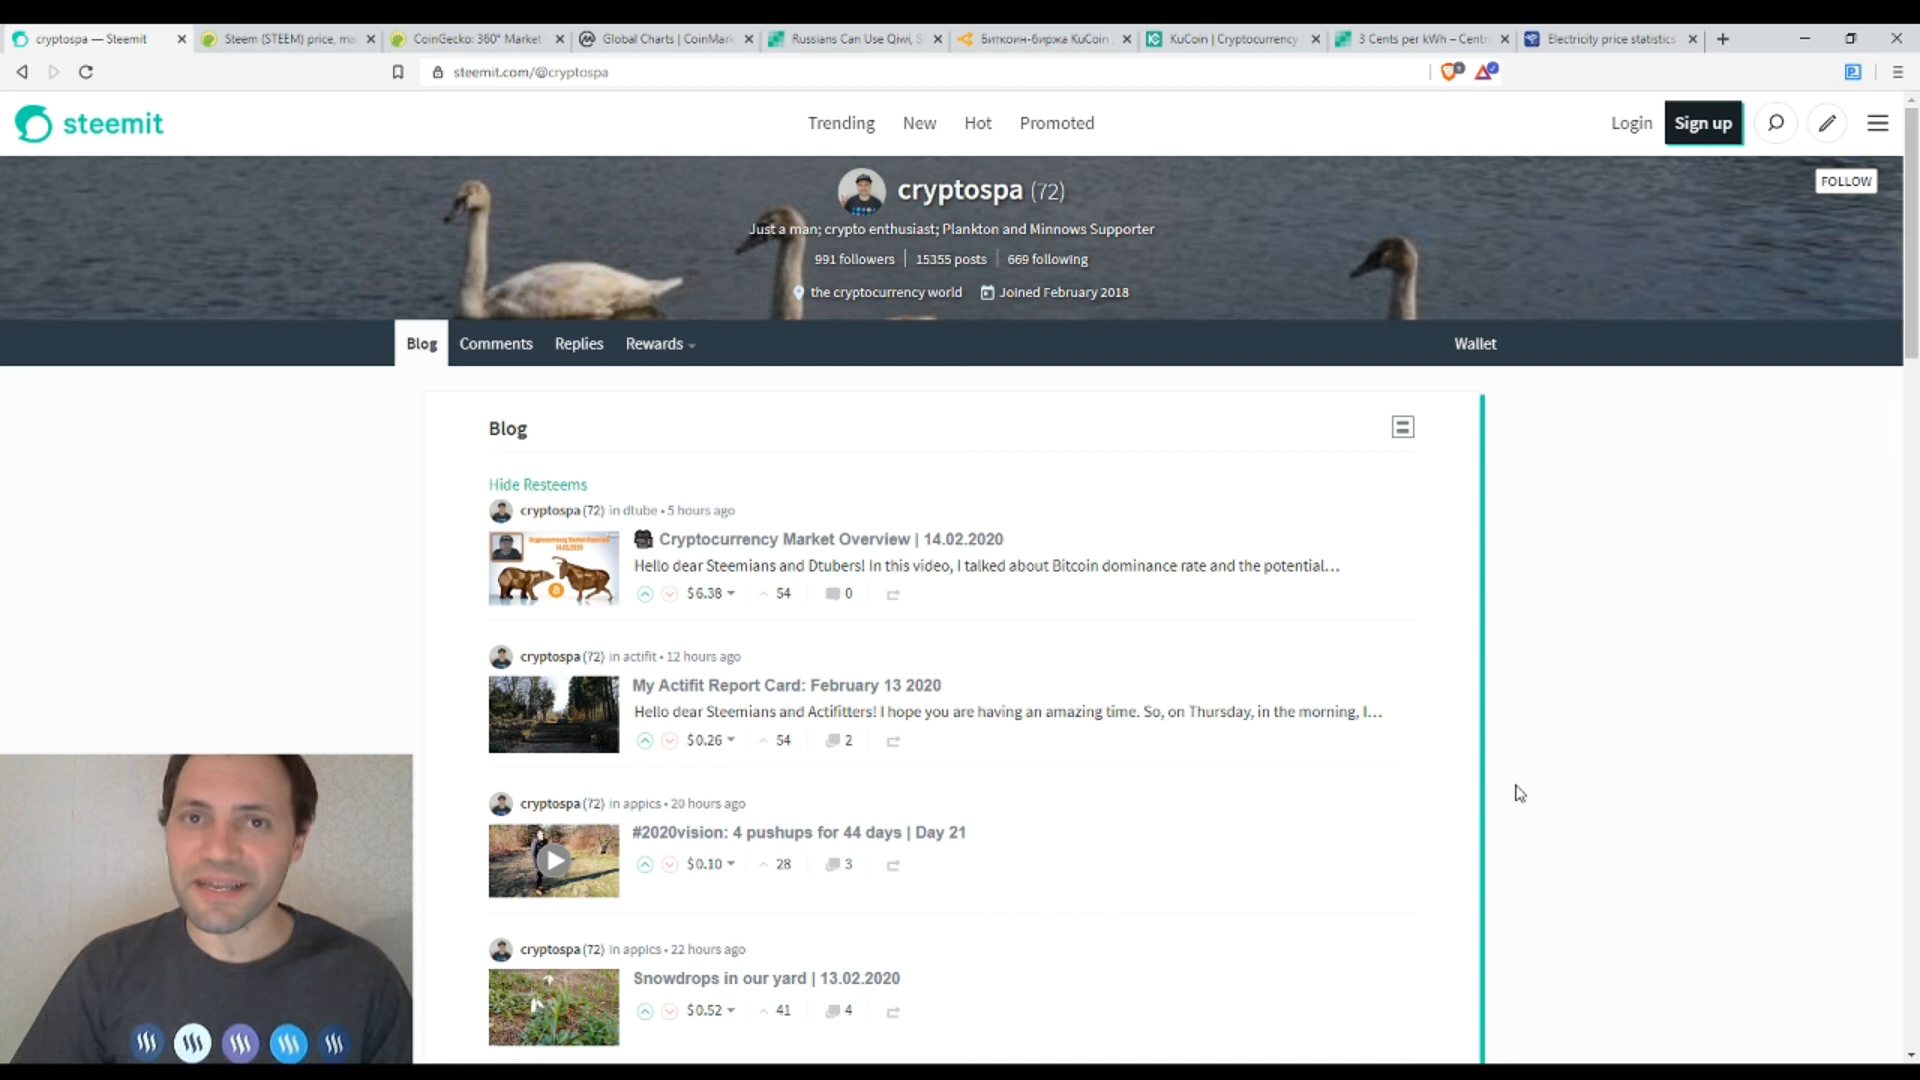 cryptospa — Steemit
Steem (STEEM) price, ma
CoinGecko: 360° Market
Global Charts | CoinMark
Russians Can Use Qiwi, S
Биткоин-биржа KuCoin
KuCoin | Cryptocurrency
3 Cents per kWh – Centr
Electricity price statistics
steemit.com/@cryptospa
steemit
Trending
New
Hot
Promoted
Login
Sign up
cryptospa (72)
FOLLOW
Just a man; crypto enthusiast; Plankton and Minnows Supporter
991 followers
15355 posts
669 following
the cryptocurrency world
Joined February 2018
Blog
Comments
Replies
Rewards
Wallet
Blog
Hide Resteems
cryptospa (72) in dtube • 5 hours ago
Cryptocurrency Market Overview | 14.02.2020
Hello dear Steemians and Dtubers! In this video, I talked about Bitcoin dominance rate and the potential...
$6.38
54
0
cryptospa (72) in actifit • 12 hours ago
My Actifit Report Card: February 13 2020
Hello dear Steemians and Actifitters! I hope you are having an amazing time. So, on Thursday, in the morning, I...
$0.26
54
2
cryptospa (72) in appics • 20 hours ago
#2020vision: 4 pushups for 44 days | Day 21
$0.10
28
3
cryptospa (72) in appics • 22 hours ago
Snowdrops in our yard | 13.02.2020
$0.52
41
4